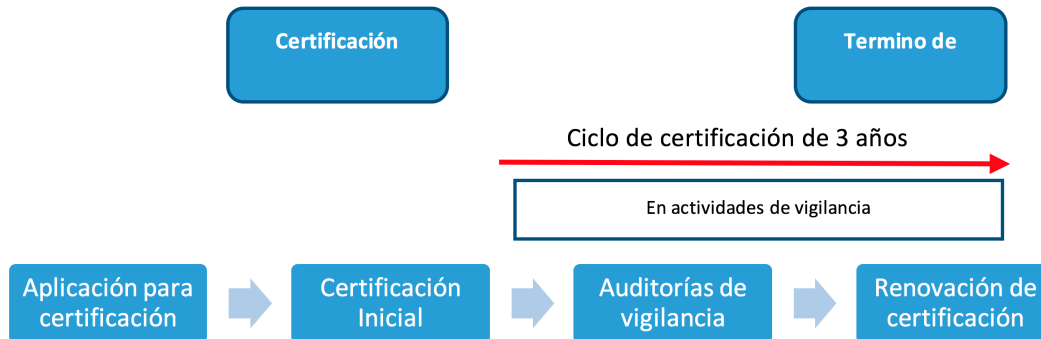 Certificación
Termino de
Ciclo de certificación de 3 años
En actividades de vigilancia
Aplicación para
certificación
Certificación
Inicial
Auditorías de
vigilancia
Renovación de
certificación